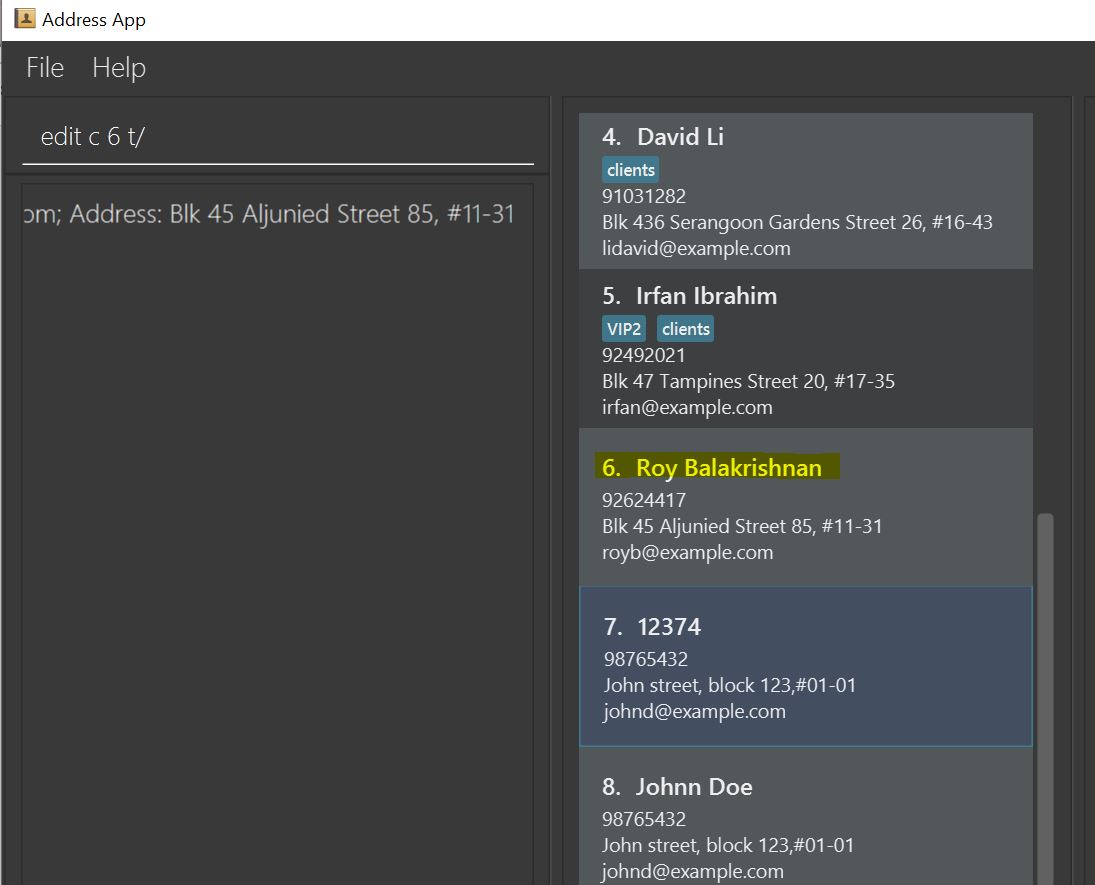 Address App
File Help
edit c 6 t/
om; Address: Blk 45 Aljunied Street 85, #11-31
4. David Li
clients
91031282
Blk 436 Serangoon Gardens Street 26, #16-43
lidavid@example.com
5. Irfan Ibrahim
VIP2 clients
92492021
Blk 47 Tampines Street 20, #17-35
irfan@example.com
6. Roy Balakrishnan
92624417
Blk 45 Aljunied Street 85, #11-31
royb@example.com
7. 12374
98765432
John street, block 123,#01-01
johnd@example.com
8. Johnn Doe
98765432
John street, block 123,#01-01
johnd@example.com